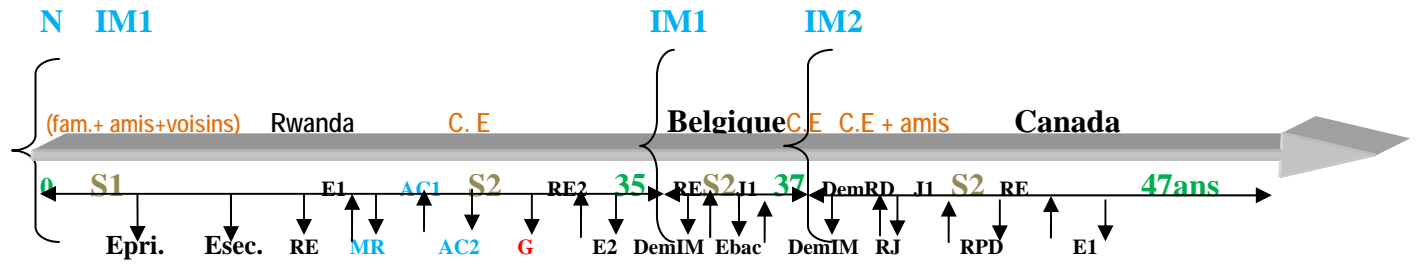 N IM1 IM1 IM2
(fam.+ amis+voisins) Rwanda C. E Belgique C.E C.E + amis Canada
0 S1 E1 AC1 S2 RE2 35 RE S2 J1 37 DemRD J1 S2 RE 47ans
Epri. Esec. RE MR AC2 G E2 DemIM Ebac DemIM RJ RPD E1